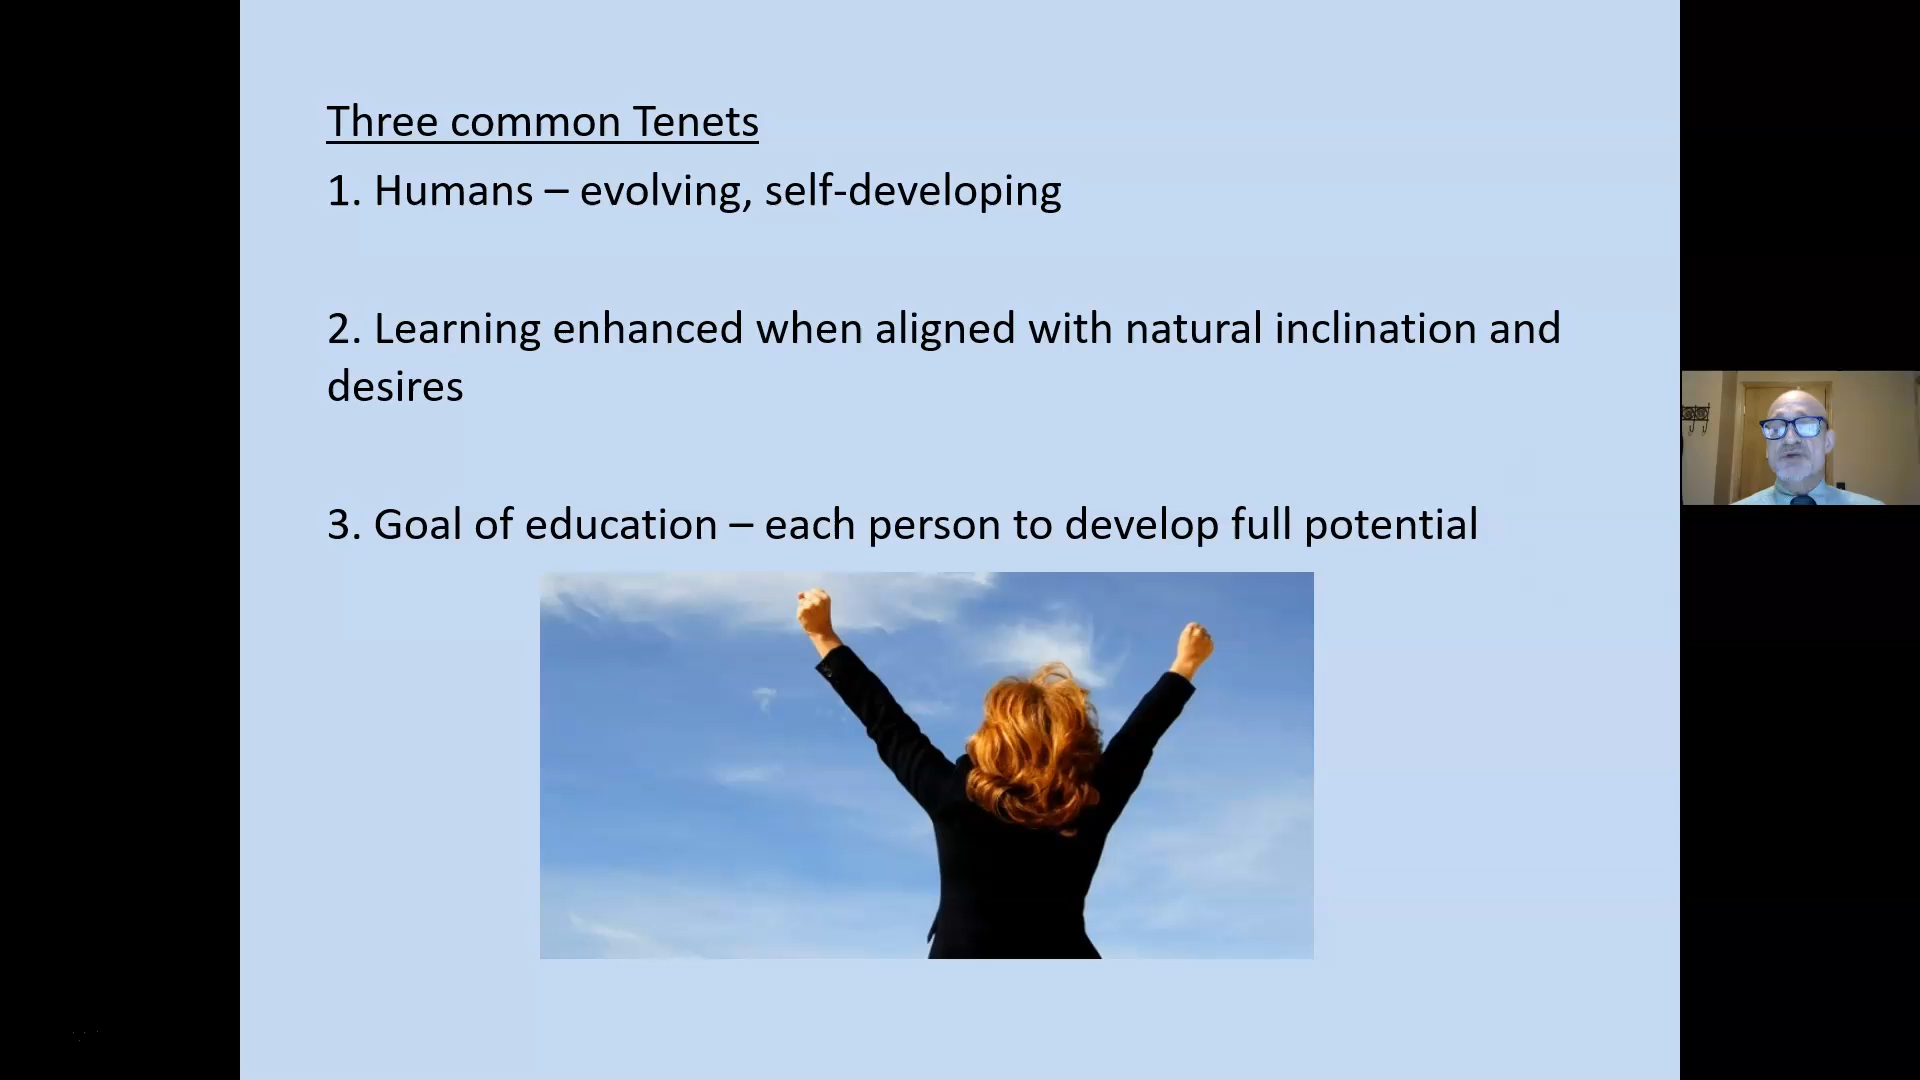 Three common Tenets
1. Humans – evolving, self-developing
2. Learning enhanced when aligned with natural inclination and
desires
3. Goal of education – each person to develop full potential